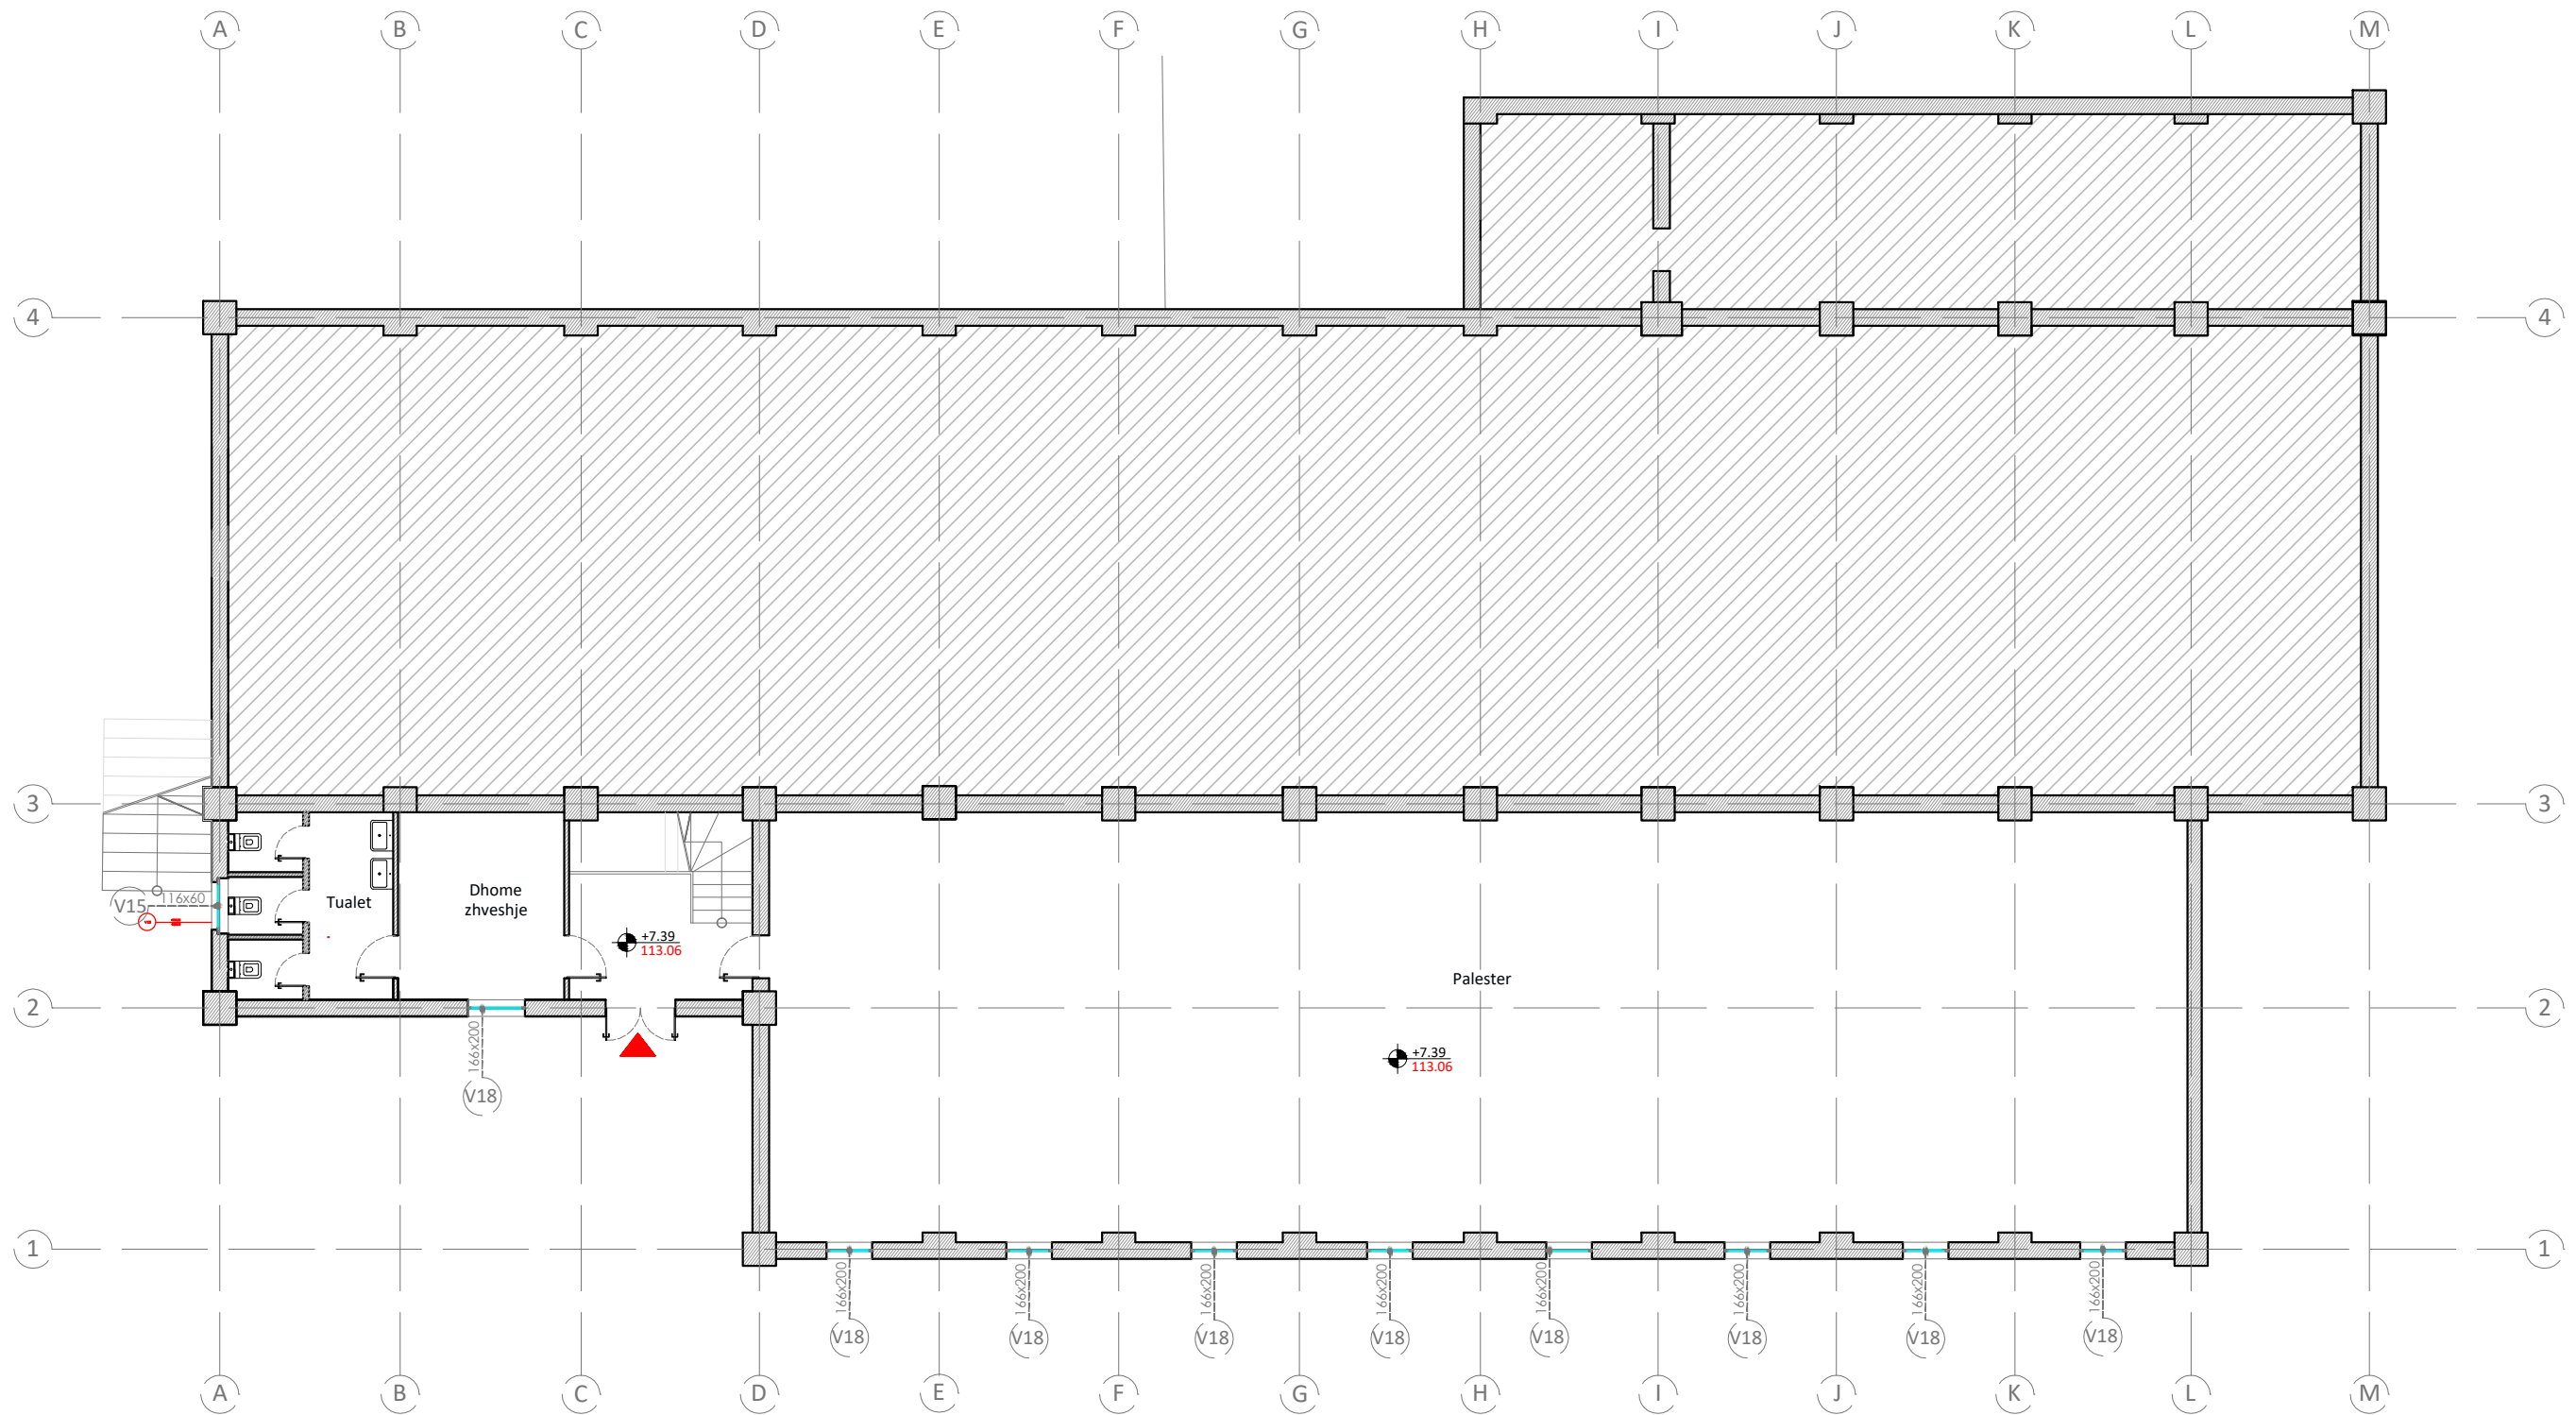 A B C D E F G H I J K L M
4 4
3 3
116x60
V15
Tualet
Dhome
zhveshje
+7.39
113.06
Palester
2 2
166x200
V18
+7.39
113.06
1 1
166x200 166x200 166x200 166x200 166x200 166x200 166x200 166x200
V18 V18 V18 V18 V18 V18 V18 V18
A B C D E F G H I J K L M